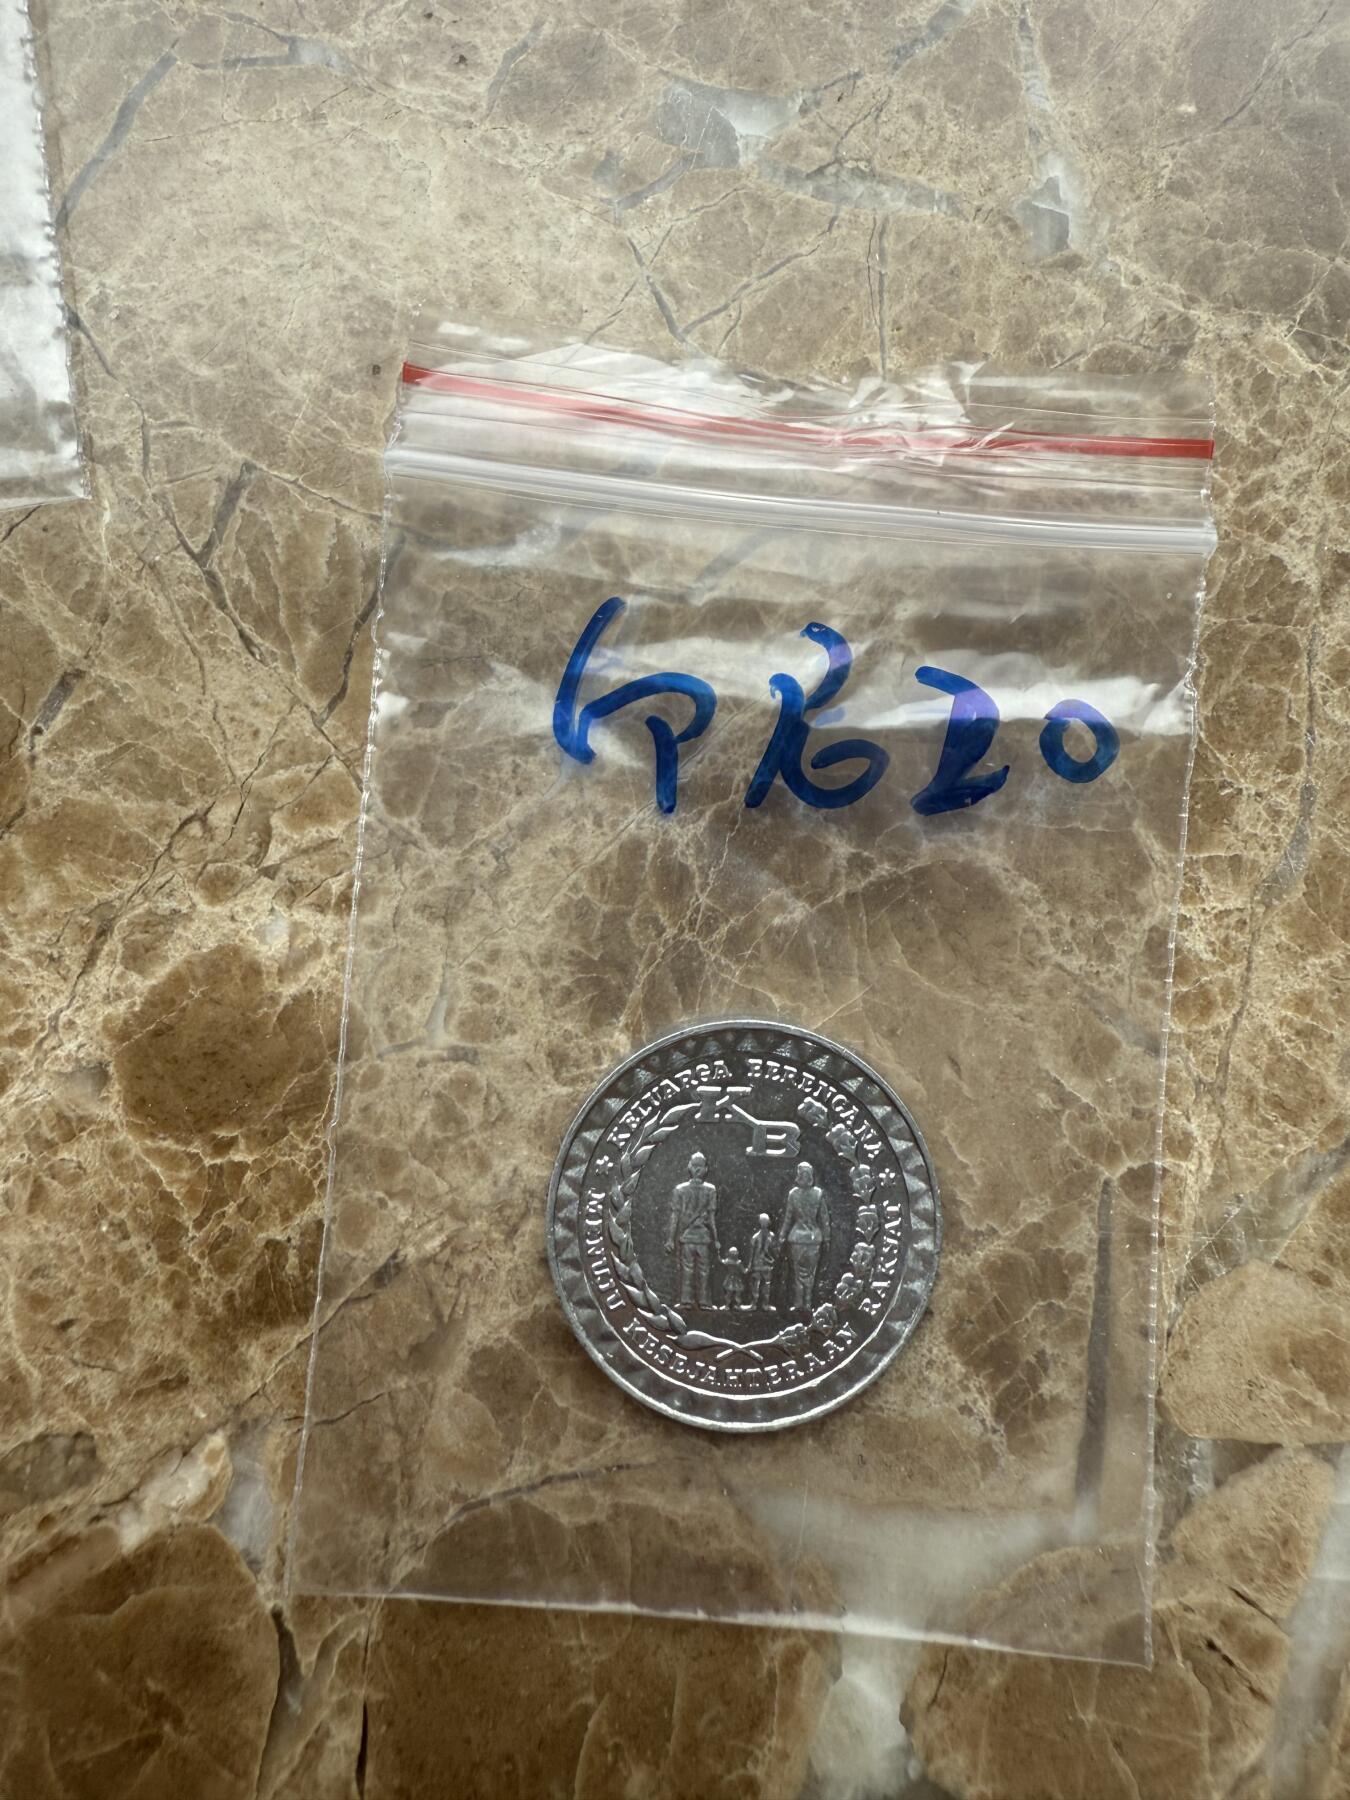 KELUARGA BERENCANA
KB
MENUJU KESEJAHTERAAN RAKYAT